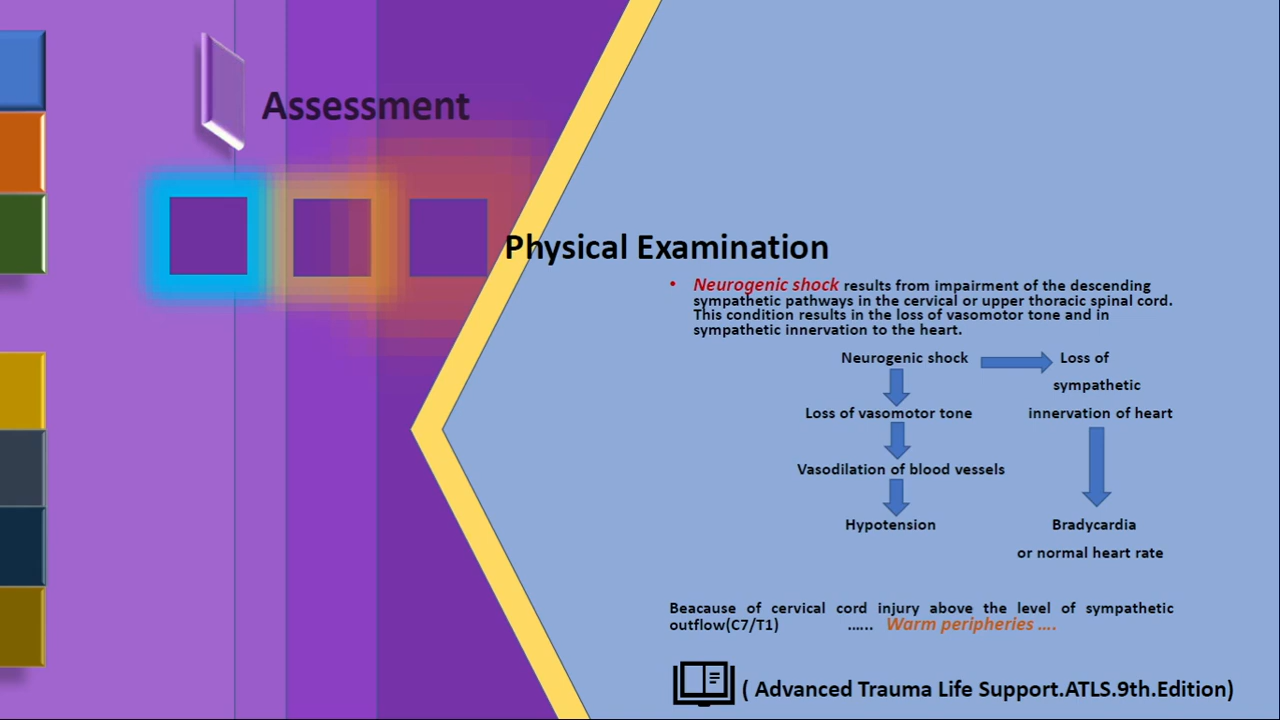 Assessment
Physical Examination
• Neurogenic shock results from impairment of the descending
sympathetic pathways in the cervical or upper thoracic spinal cord.
This condition results in the loss of vasomotor tone and in
sympathetic innervation to the heart.
Neurogenic shock Loss of
sympathetic
Loss of vasomotor tone innervation of heart
Vasodilation of blood vessels
Hypotension Bradycardia
or normal heart rate
Beacause of cervical cord injury above the level of sympathetic
outflow(C7/T1) ...... Warm peripheries ....
( Advanced Trauma Life Support.ATLS.9th.Edition)